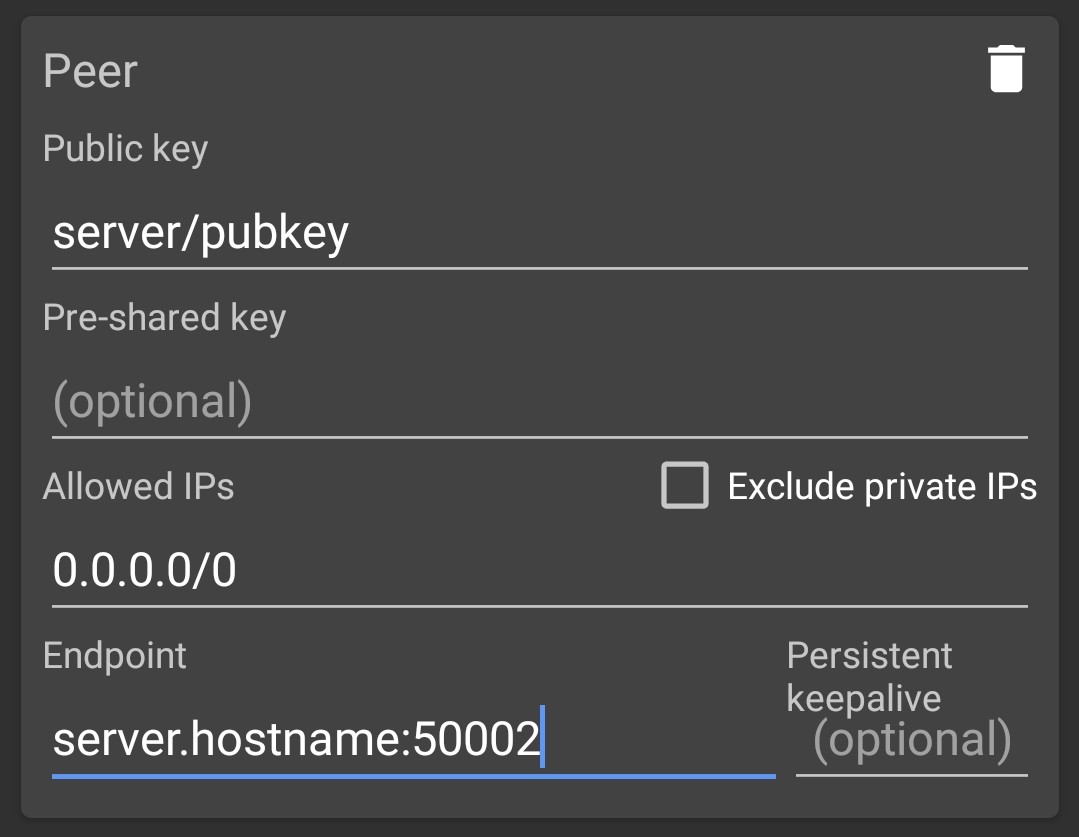 Peer
Public key
server/pubkey
Pre-shared key
(optional)
Allowed IPs
Exclude private IPs
0.0.0.0/0
Endpoint
Persistent
keepalive
server.hostname:50002
(optional)